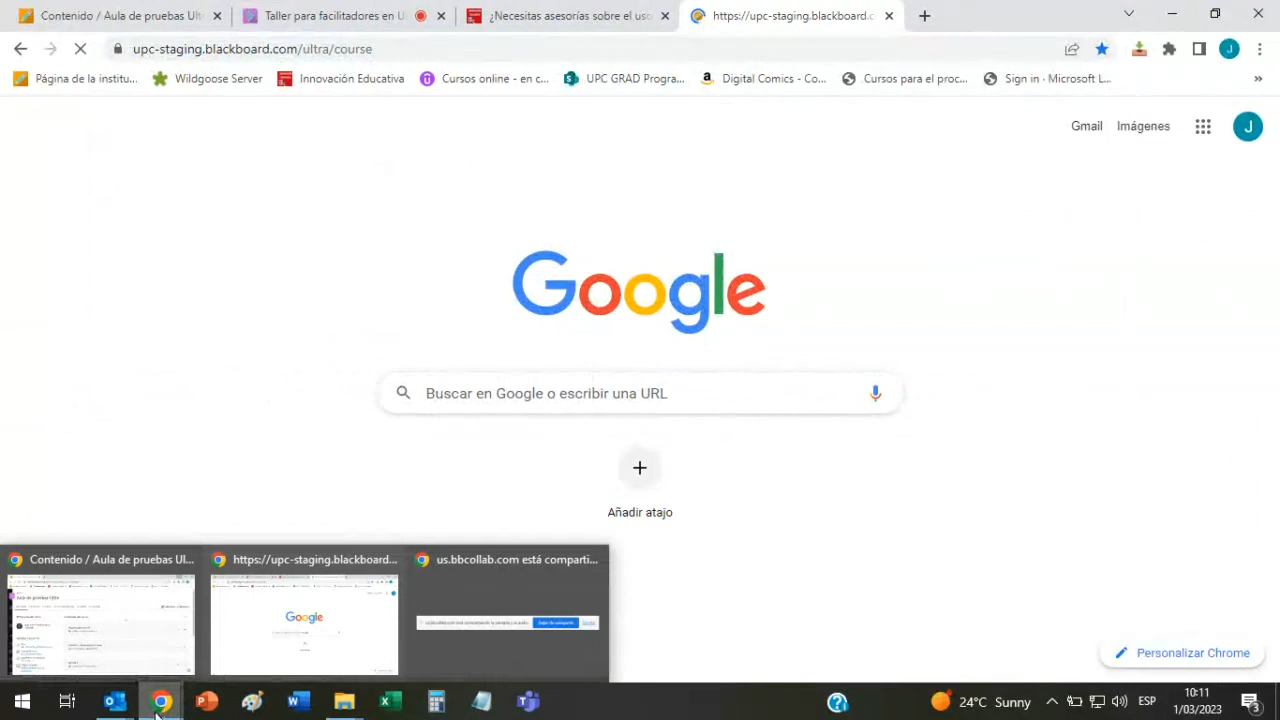 Contenido / Aula de pruebas Ul
Taller para facilitadores en U
¿Necesitas asesorías sobre el uso
https://upc-staging.blackboard.c
upc-staging.blackboard.com/ultra/course
J
Página de la institu...
Wildgoose Server
Innovación Educativa
Cursos online - en c...
UPC GRAD Progra...
Digital Comics - Co...
Cursos para el proc...
Sign in · Microsoft L...
»
Gmail
Imágenes
J
Google
Buscar en Google o escribir una URL
Añadir atajo
Contenido / Aula de pruebas Ul...
https://upc-staging.blackboard...
us.bbcollab.com está comparti...
Google
Personalizar Chrome
24°C Sunny
ESP
10:11
1/03/2023
3